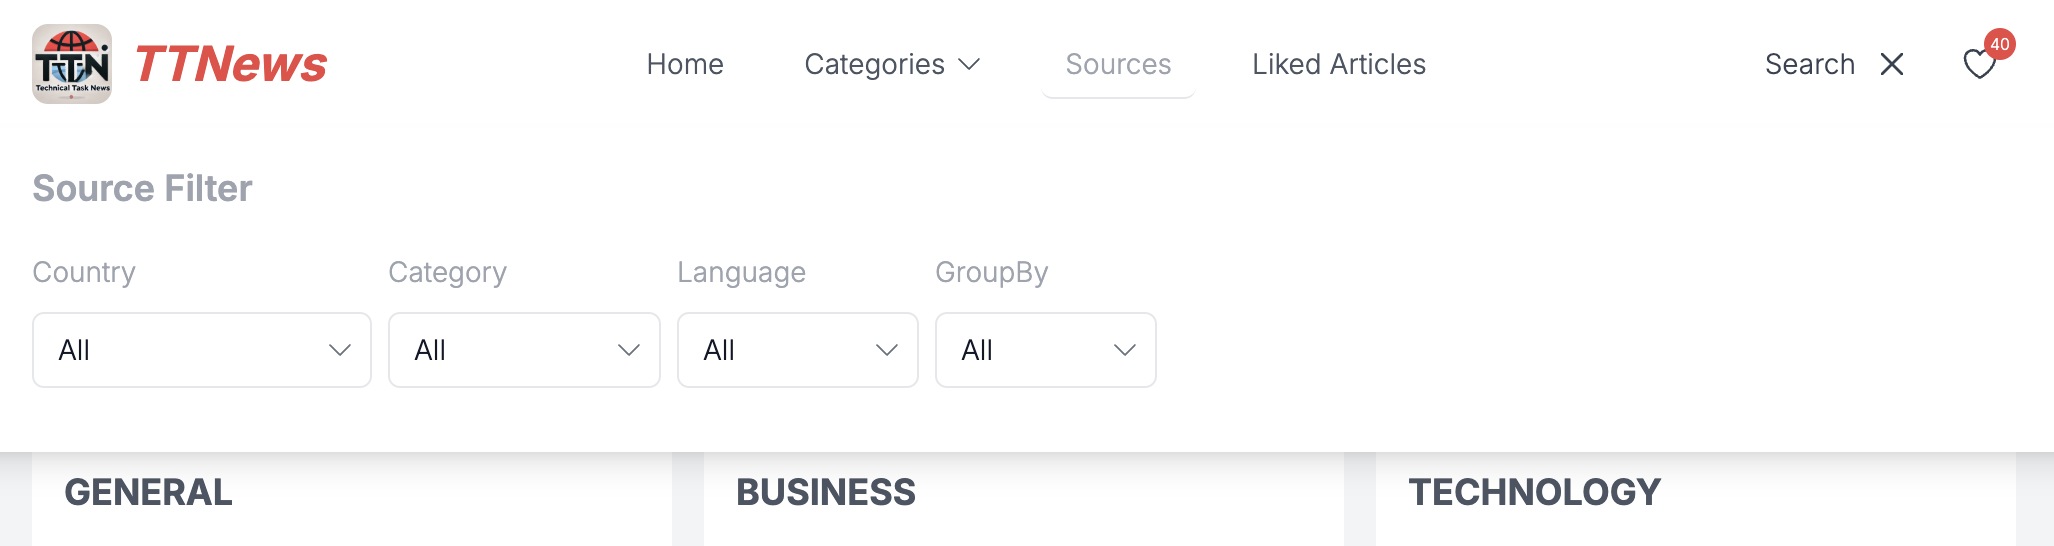 TTN
Technical Task News
TTNews
Home
Categories
Sources
Liked Articles
Search
40
Source Filter
Country
Category
Language
GroupBy
All
All
All
All
GENERAL
BUSINESS
TECHNOLOGY